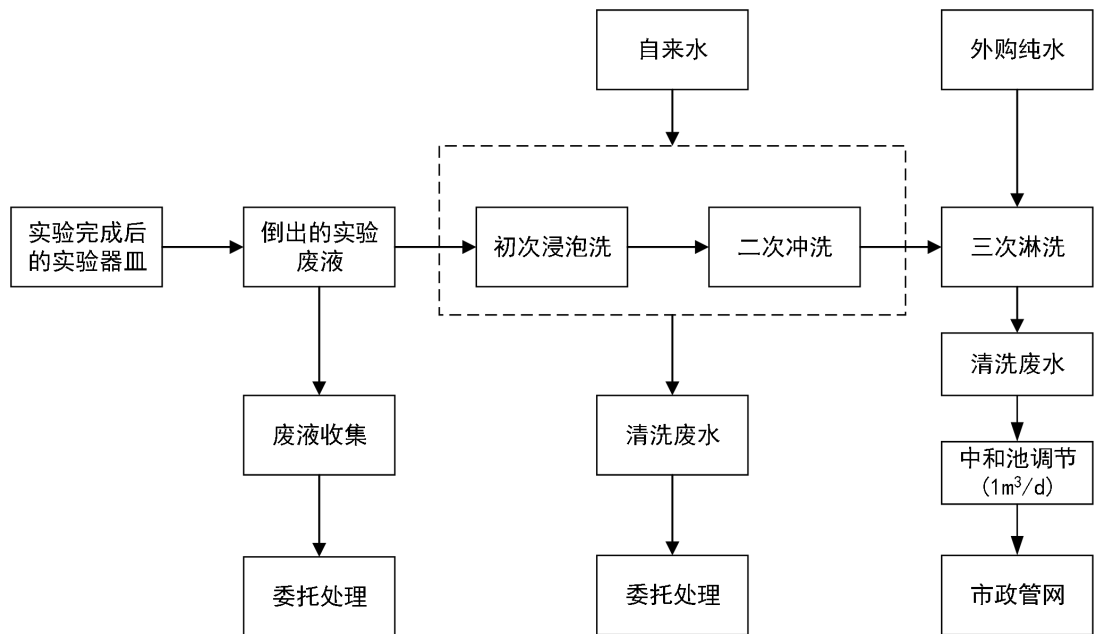 自来水
外购纯水
实验完成后
的实验器皿
倒出的实验
废液
初次浸泡洗
二次冲洗
三次淋洗
清洗废水
废液收集
清洗废水
中和池调节
(1m³/d)
委托处理
委托处理
市政管网